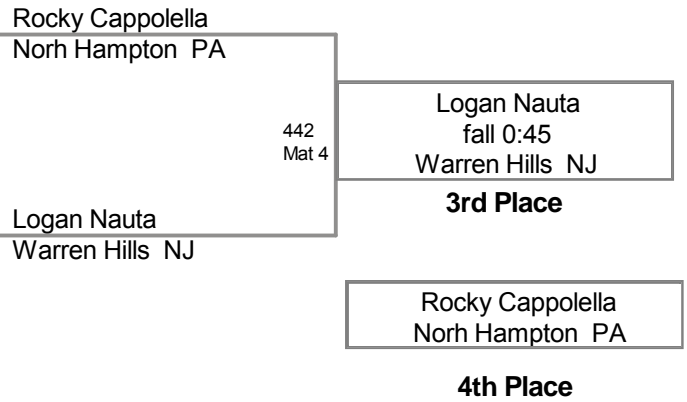 Rocky Cappolella
Norh Hampton PA
442
Mat 4
Logan Nauta
fall 0:45
Warren Hills NJ
3rd Place
Logan Nauta
Warren Hills NJ
Rocky Cappolella
Norh Hampton PA
4th Place